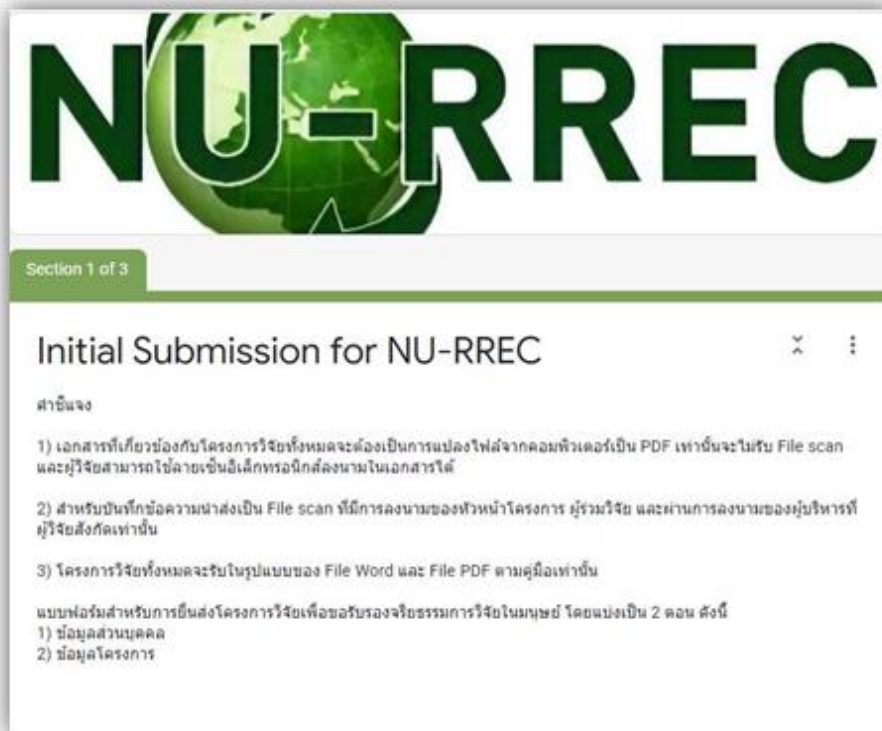 NU-RREC
Section 1 of 3
Initial Submission for NU-RREC
คำชี้แจง
1) เอกสารที่เกี่ยวข้องกับโครงการวิจัยทั้งหมดจะต้องเป็นการแปลงไฟล์จากคอมพิวเตอร์เป็น PDF เท่านั้นจะไม่รับ File scan
และผู้วิจัยสามารถใช้ลายเซ็นอิเล็กทรอนิกส์ลงนามในเอกสารได้
2) สำหรับบันทึกข้อความนำส่งเป็น File scan ที่มีการลงนามของหัวหน้าโครงการ ผู้ร่วมวิจัย และผ่านการลงนามของผู้บริหารที่
ผู้วิจัยสังกัดเท่านั้น
3) โครงการวิจัยทั้งหมดจะรับในรูปแบบของ File Word และ File PDF ตามคู่มือเท่านั้น
แบบฟอร์มสำหรับการยื่นส่งโครงการวิจัยเพื่อขอรับรองจริยธรรมการวิจัยในมนุษย์ โดยแบ่งเป็น 2 ตอน ดังนี้
1) ข้อมูลส่วนบุคคล
2) ข้อมูลโครงการ